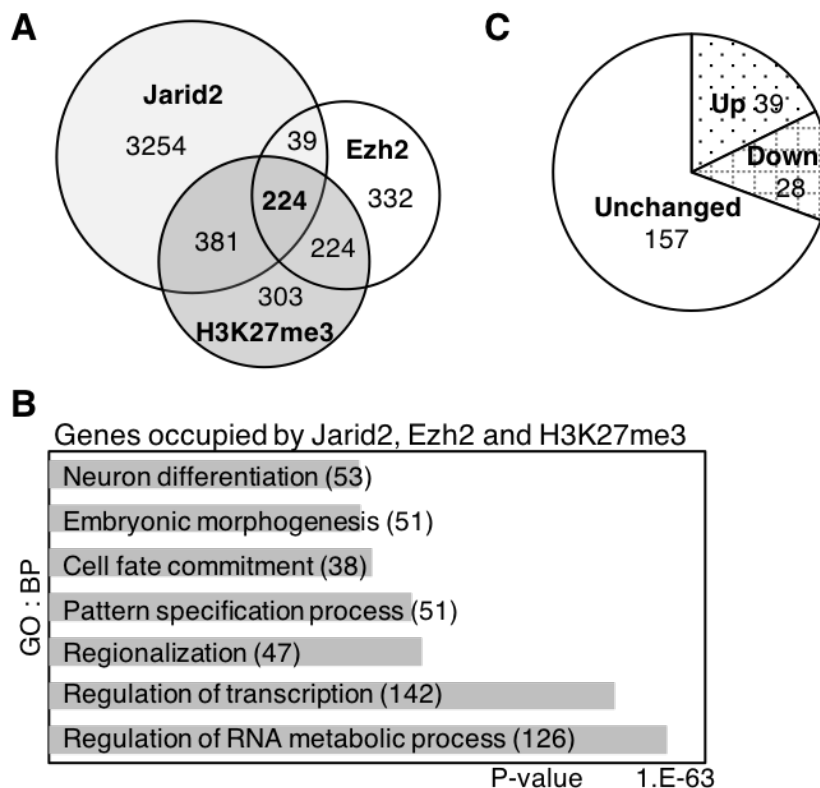 A
Jarid2
3254
39
Ezh2
332
224
381
224
303
H3K27me3
C
Up 39
Down
28
Unchanged
157
B
Genes occupied by Jarid2, Ezh2 and H3K27me3
GO : BP
Neuron differentiation (53)
Embryonic morphogenesis (51)
Cell fate commitment (38)
Pattern specification process (51)
Regionalization (47)
Regulation of transcription (142)
Regulation of RNA metabolic process (126)
P-value 1.E-63